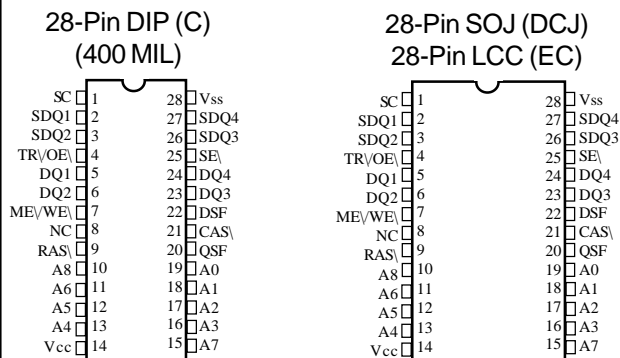 28-Pin DIP (C)
(400 MIL)
SC 1 28 Vss
SDQ1 2 27 SDQ4
SDQ2 3 26 SDQ3
TR\/OE\ 4 25 SE\
DQ1 5 24 DQ4
DQ2 6 23 DQ3
ME\/WE\ 7 22 DSF
NC 8 21 CAS\
RAS\ 9 20 QSF
A8 10 19 A0
A6 11 18 A1
A5 12 17 A2
A4 13 16 A3
Vcc 14 15 A7
28-Pin SOJ (DCJ)
28-Pin LCC (EC)
SC 1 28 Vss
SDQ1 2 27 SDQ4
SDQ2 3 26 SDQ3
TR\/OE\ 4 25 SE\
DQ1 5 24 DQ4
DQ2 6 23 DQ3
ME\/WE\ 7 22 DSF
NC 8 21 CAS\
RAS\ 9 20 QSF
A8 10 19 A0
A6 11 18 A1
A5 12 17 A2
A4 13 16 A3
Vcc 14 15 A7